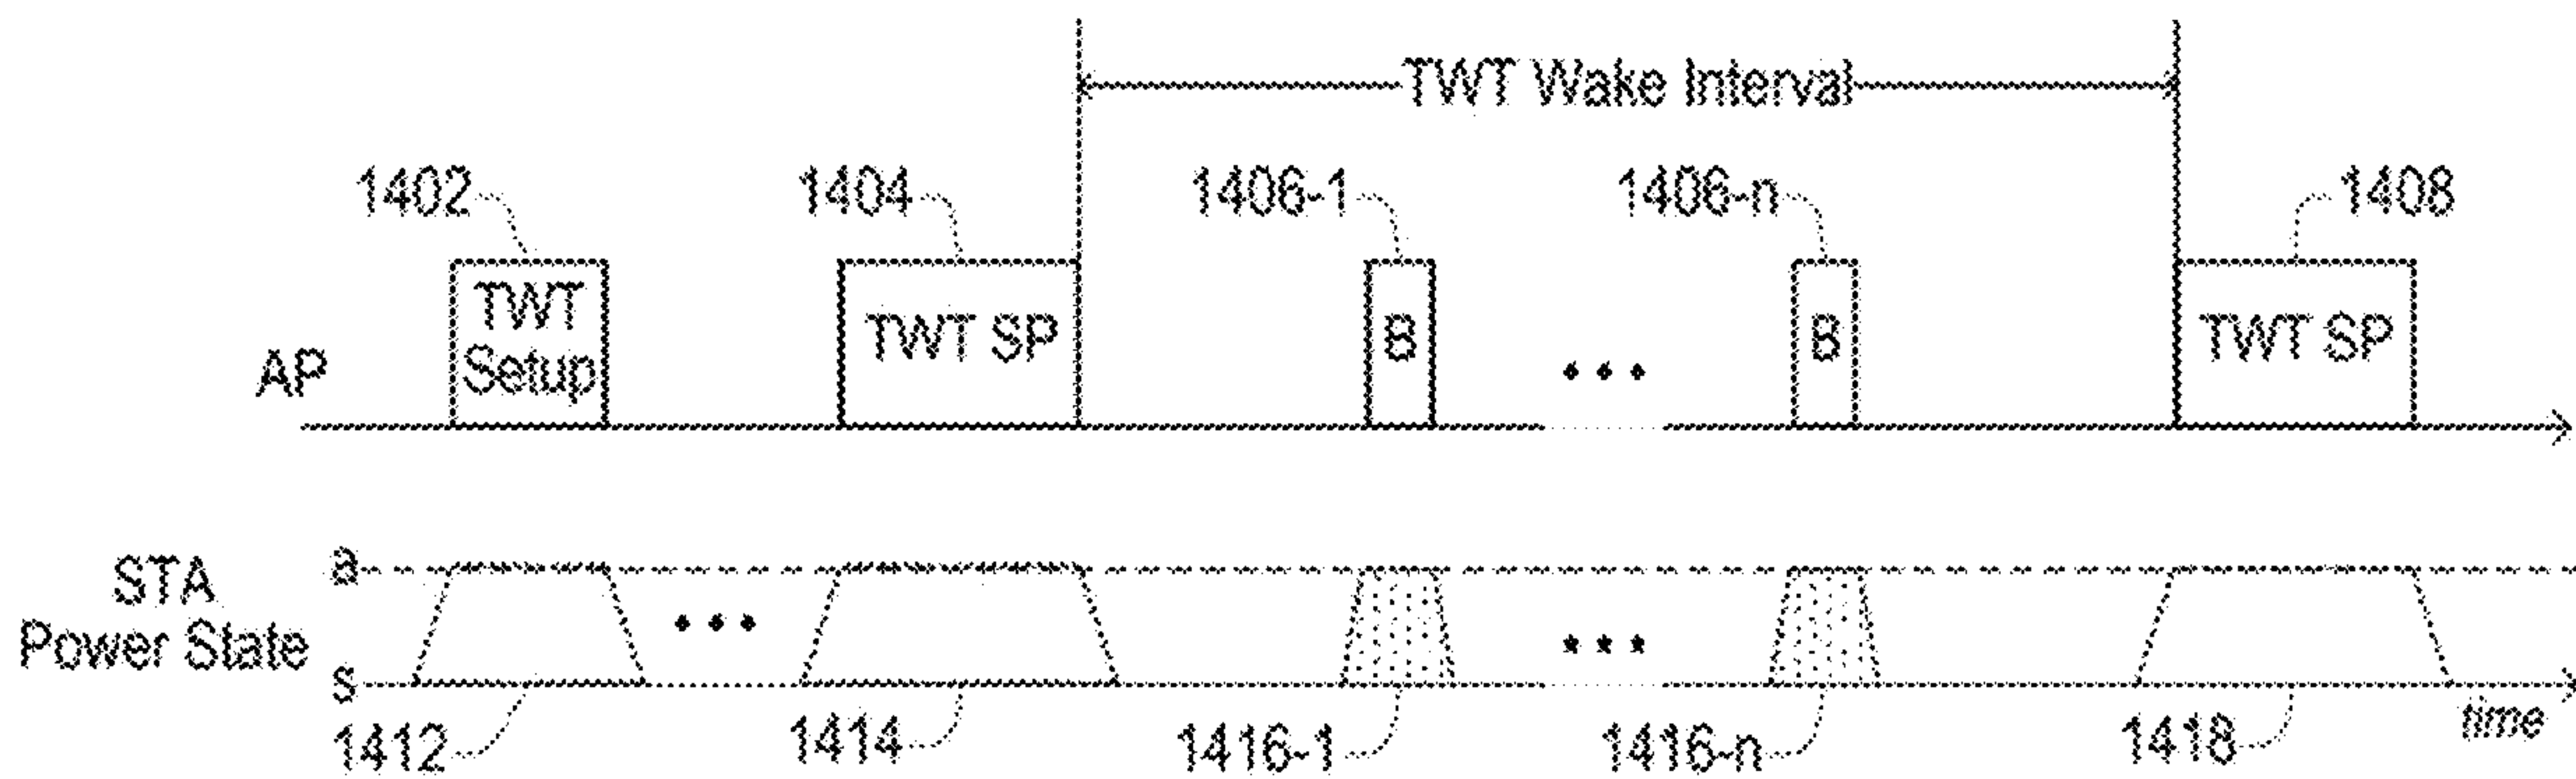 TWT Wake Interval
1402
1404
1406-1
1406-n
1408
AP
TWT
Setup
TWT SP
B
• • •
B
TWT SP
STA
Power State
a
s
• • •
• • •
time
1412
1414
1416-1
1416-n
1418